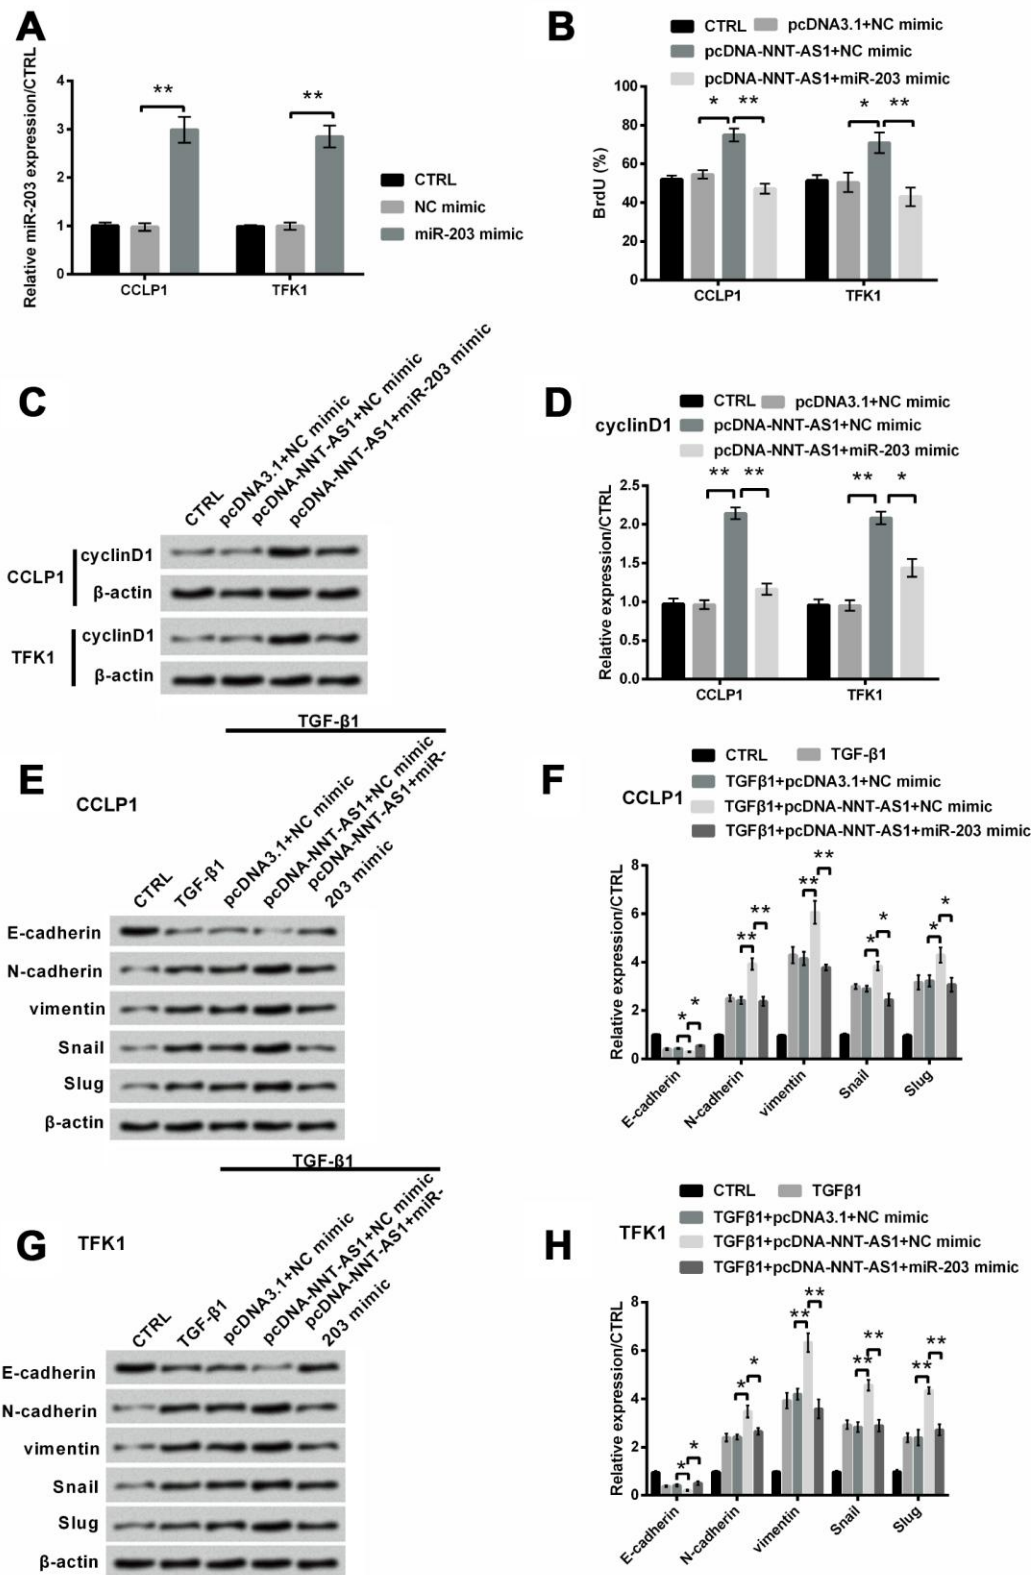 A
Relative miR-203 expression/CTRL
4
3
2
1
0
**
**
CCLP1
TFK1
CTRL
NC mimic
miR-203 mimic
B
CTRL
pcDNA3.1+NC mimic
pcDNA-NNT-AS1+NC mimic
pcDNA-NNT-AS1+miR-203 mimic
BrdU (%)
100
80
60
40
20
0
*
**
*
**
CCLP1
TFK1
C
CTRL
pcDNA3.1+NC mimic
pcDNA-NNT-AS1+NC mimic
pcDNA-NNT-AS1+miR-203 mimic
CCLP1
cyclinD1
β-actin
TFK1
cyclinD1
β-actin
D
cyclinD1
CTRL
pcDNA3.1+NC mimic
pcDNA-NNT-AS1+NC mimic
pcDNA-NNT-AS1+miR-203 mimic
Relative expression/CTRL
2.5
2.0
1.5
1.0
0.5
0.0
**
**
**
*
CCLP1
TFK1
E
CCLP1
TGF-β1
CTRL
TGF-β1
pcDNA3.1+NC mimic
pcDNA-NNT-AS1+NC mimic
pcDNA-NNT-AS1+miR-
203 mimic
E-cadherin
N-cadherin
vimentin
Snail
Slug
β-actin
F
CCLP1
CTRL
TGF-β1
TGFβ1+pcDNA3.1+NC mimic
TGFβ1+pcDNA-NNT-AS1+NC mimic
TGFβ1+pcDNA-NNT-AS1+miR-203 mimic
Relative expression/CTRL
8
6
4
2
0
*
*
**
**
**
**
*
*
*
*
E-cadherin
N-cadherin
vimentin
Snail
Slug
G
TFK1
TGF-β1
CTRL
TGF-β1
pcDNA3.1+NC mimic
pcDNA-NNT-AS1+NC mimic
pcDNA-NNT-AS1+miR-
203 mimic
E-cadherin
N-cadherin
vimentin
Snail
Slug
β-actin
H
TFK1
CTRL
TGFβ1
TGFβ1+pcDNA3.1+NC mimic
TGFβ1+pcDNA-NNT-AS1+NC mimic
TGFβ1+pcDNA-NNT-AS1+miR-203 mimic
Relative expression/CTRL
8
6
4
2
0
*
*
*
*
**
**
**
**
**
**
E-cadherin
N-cadherin
vimentin
Snail
Slug